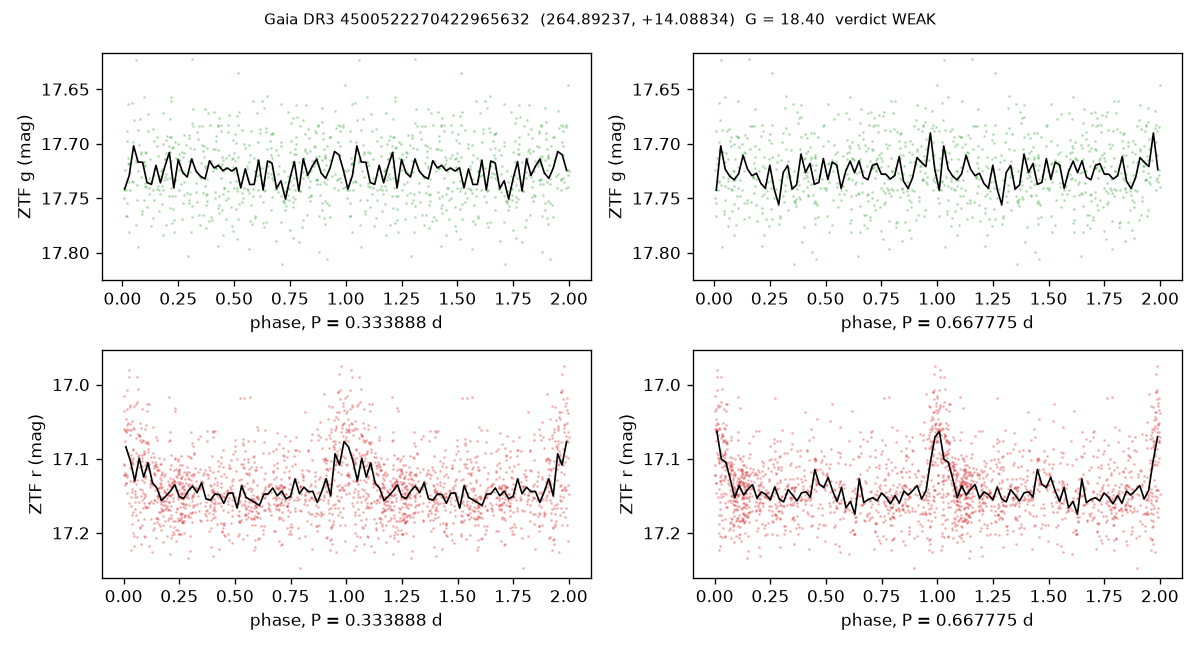 Gaia DR3 4500522270422965632 (264.89237, +14.08834) G = 18.40 verdict WEAK
ZTF g (mag)
17.65
17.70
17.75
17.80
0.00 0.25 0.50 0.75 1.00 1.25 1.50 1.75 2.00
phase, P = 0.333888 d
ZTF g (mag)
17.65
17.70
17.75
17.80
0.00 0.25 0.50 0.75 1.00 1.25 1.50 1.75 2.00
phase, P = 0.667775 d
ZTF r (mag)
17.0
17.1
17.2
0.00 0.25 0.50 0.75 1.00 1.25 1.50 1.75 2.00
phase, P = 0.333888 d
ZTF r (mag)
17.0
17.1
17.2
0.00 0.25 0.50 0.75 1.00 1.25 1.50 1.75 2.00
phase, P = 0.667775 d